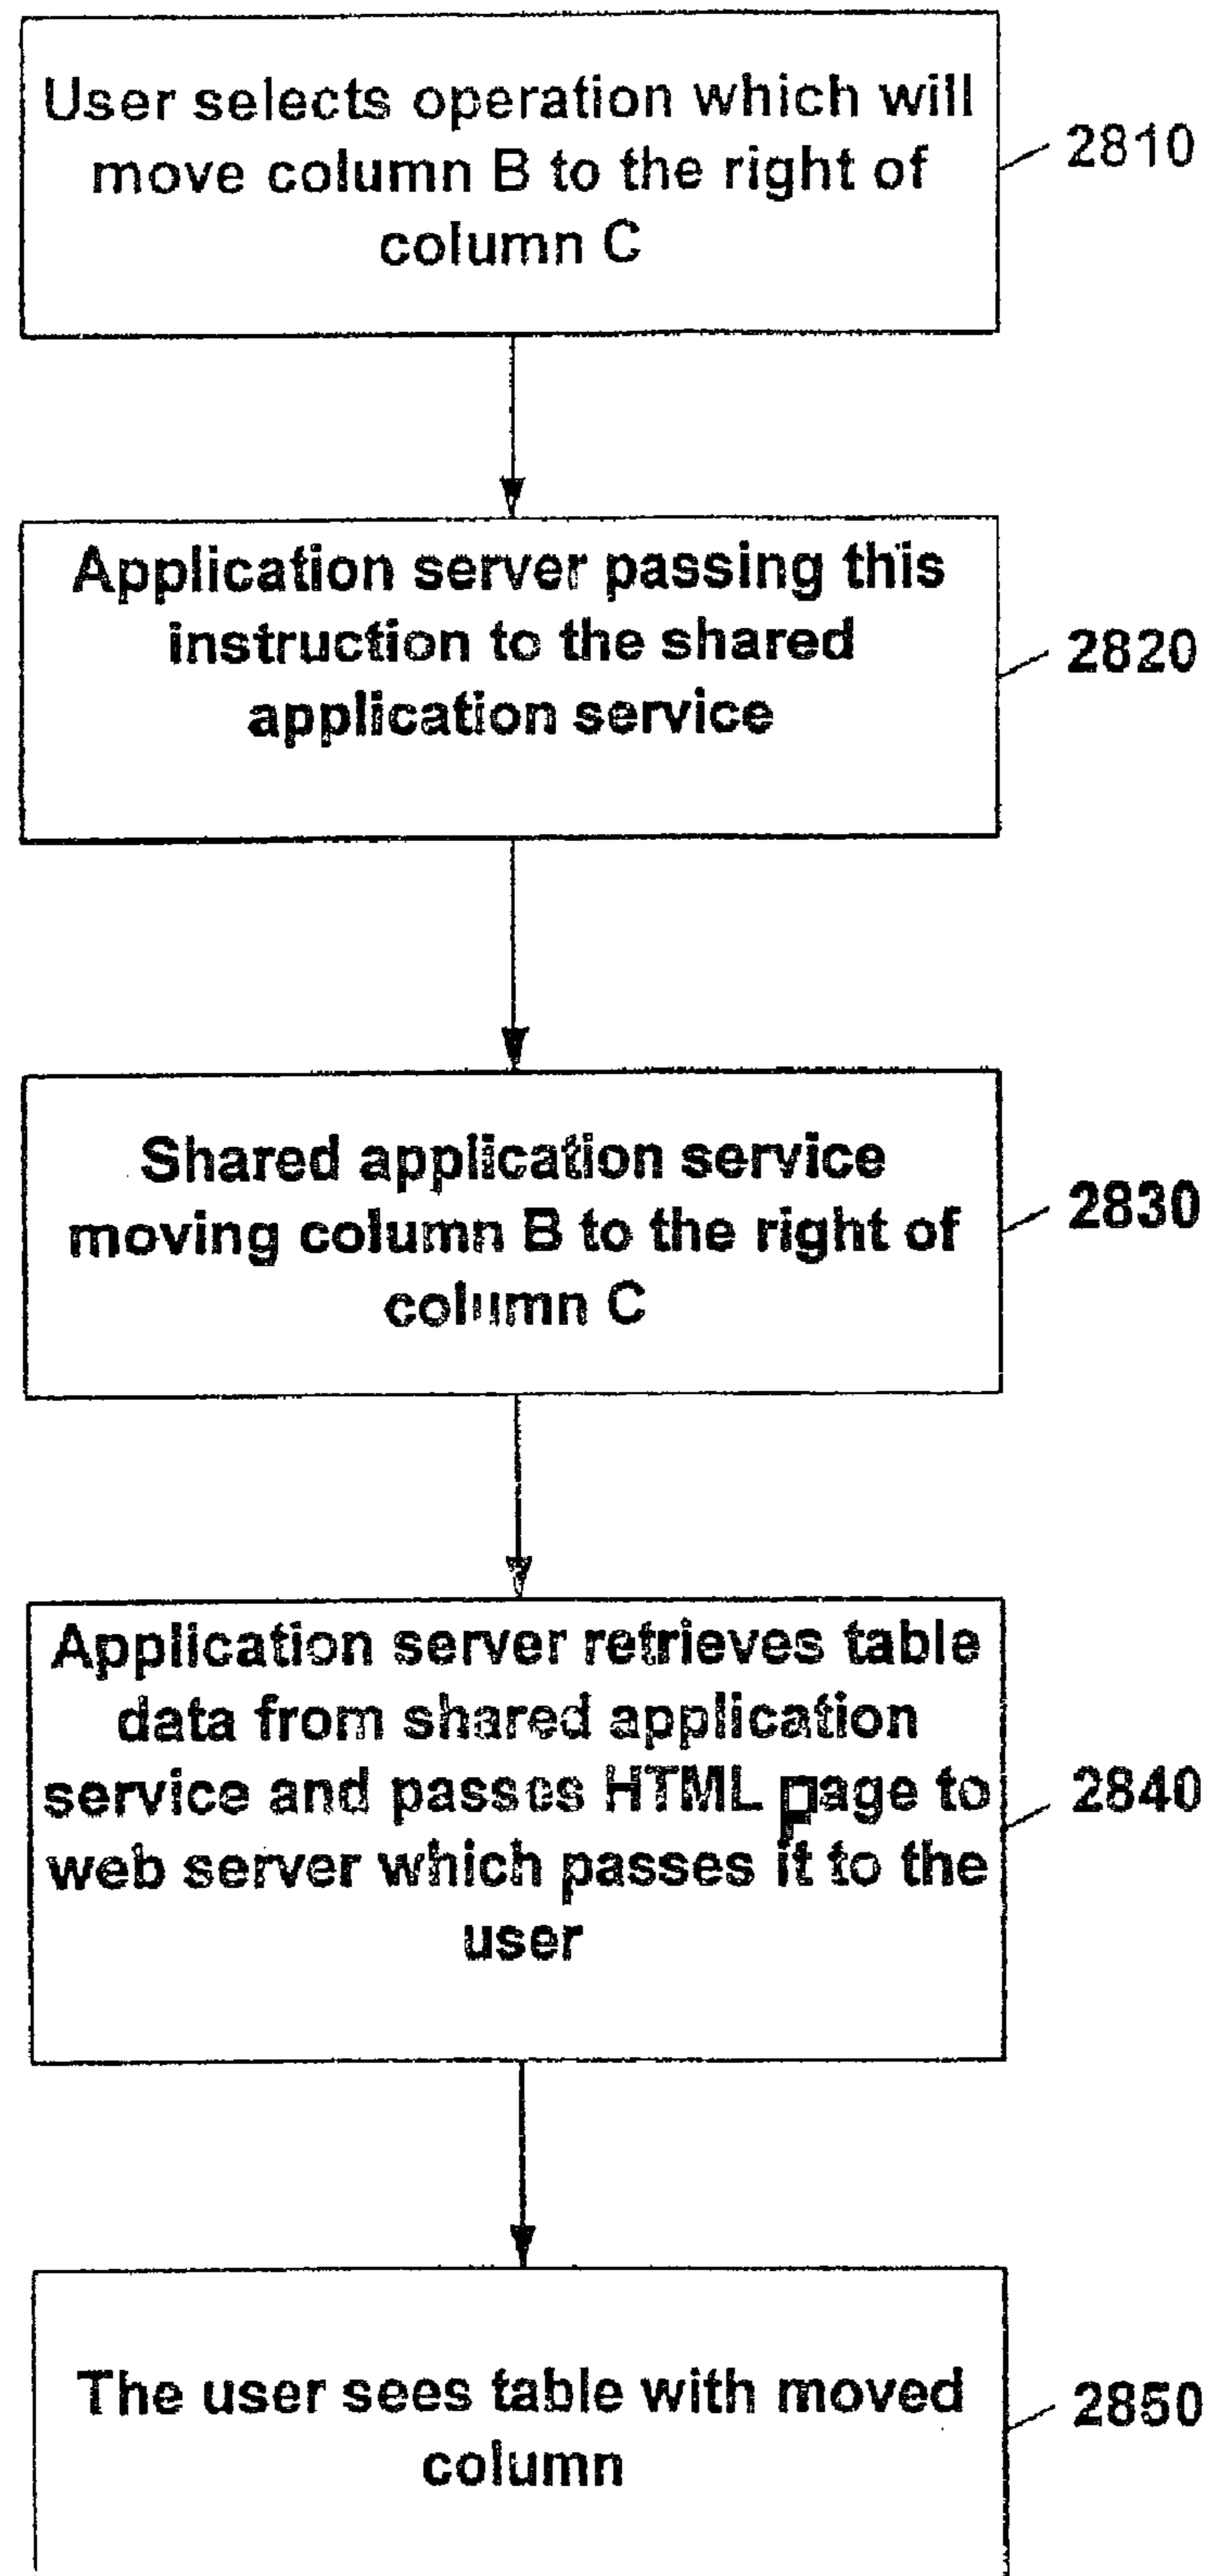 User selects operation which will
move column B to the right of
column C
2810
Application server passing this
instruction to the shared
application service
2820
Shared application service
moving column B to the right of
column C
2830
Application server retrieves table
data from shared application
service and passes HTML page to
web server which passes it to the
user
2840
The user sees table with moved
column
2850